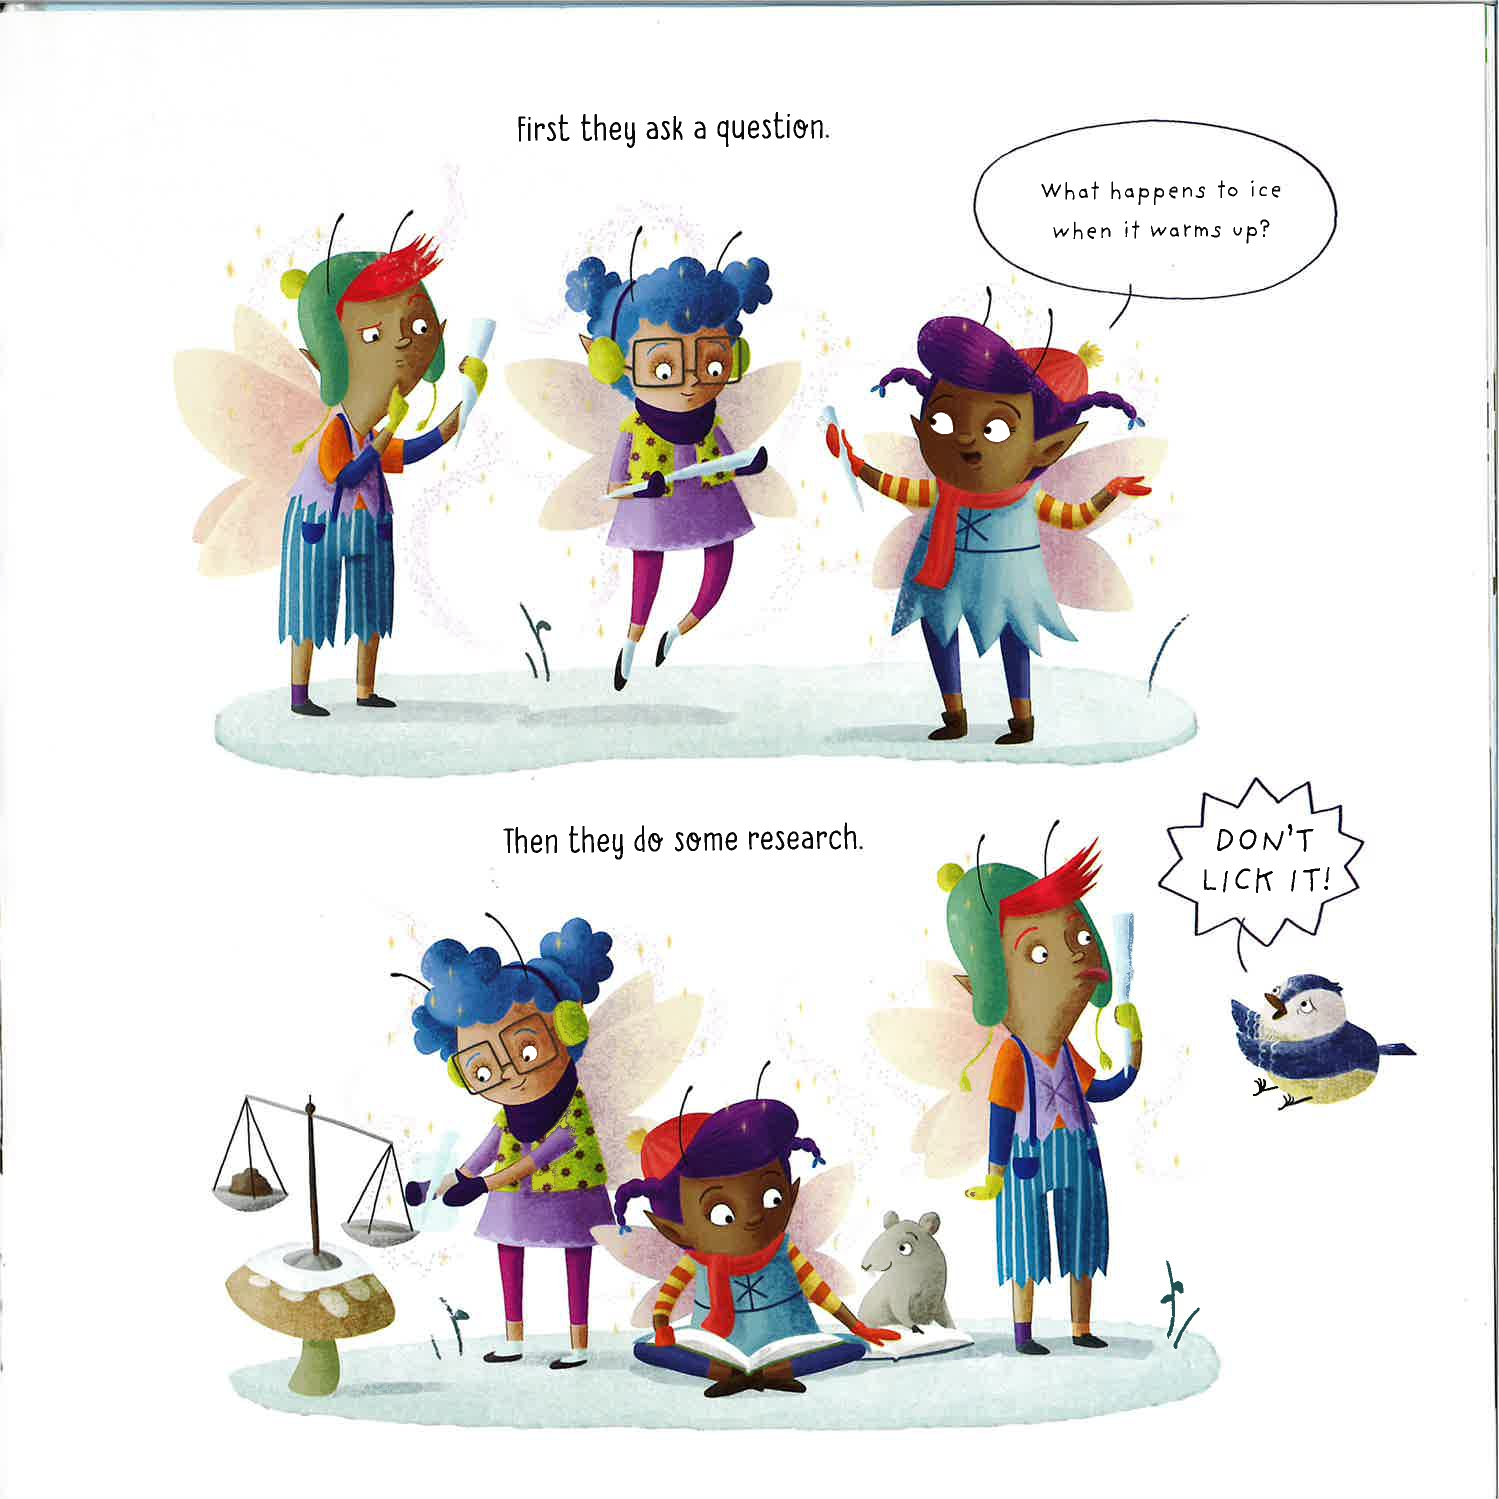 First they ask a question.
What happens to ice
when it warms up?
Then they do some research.
DON'T
LICK IT!